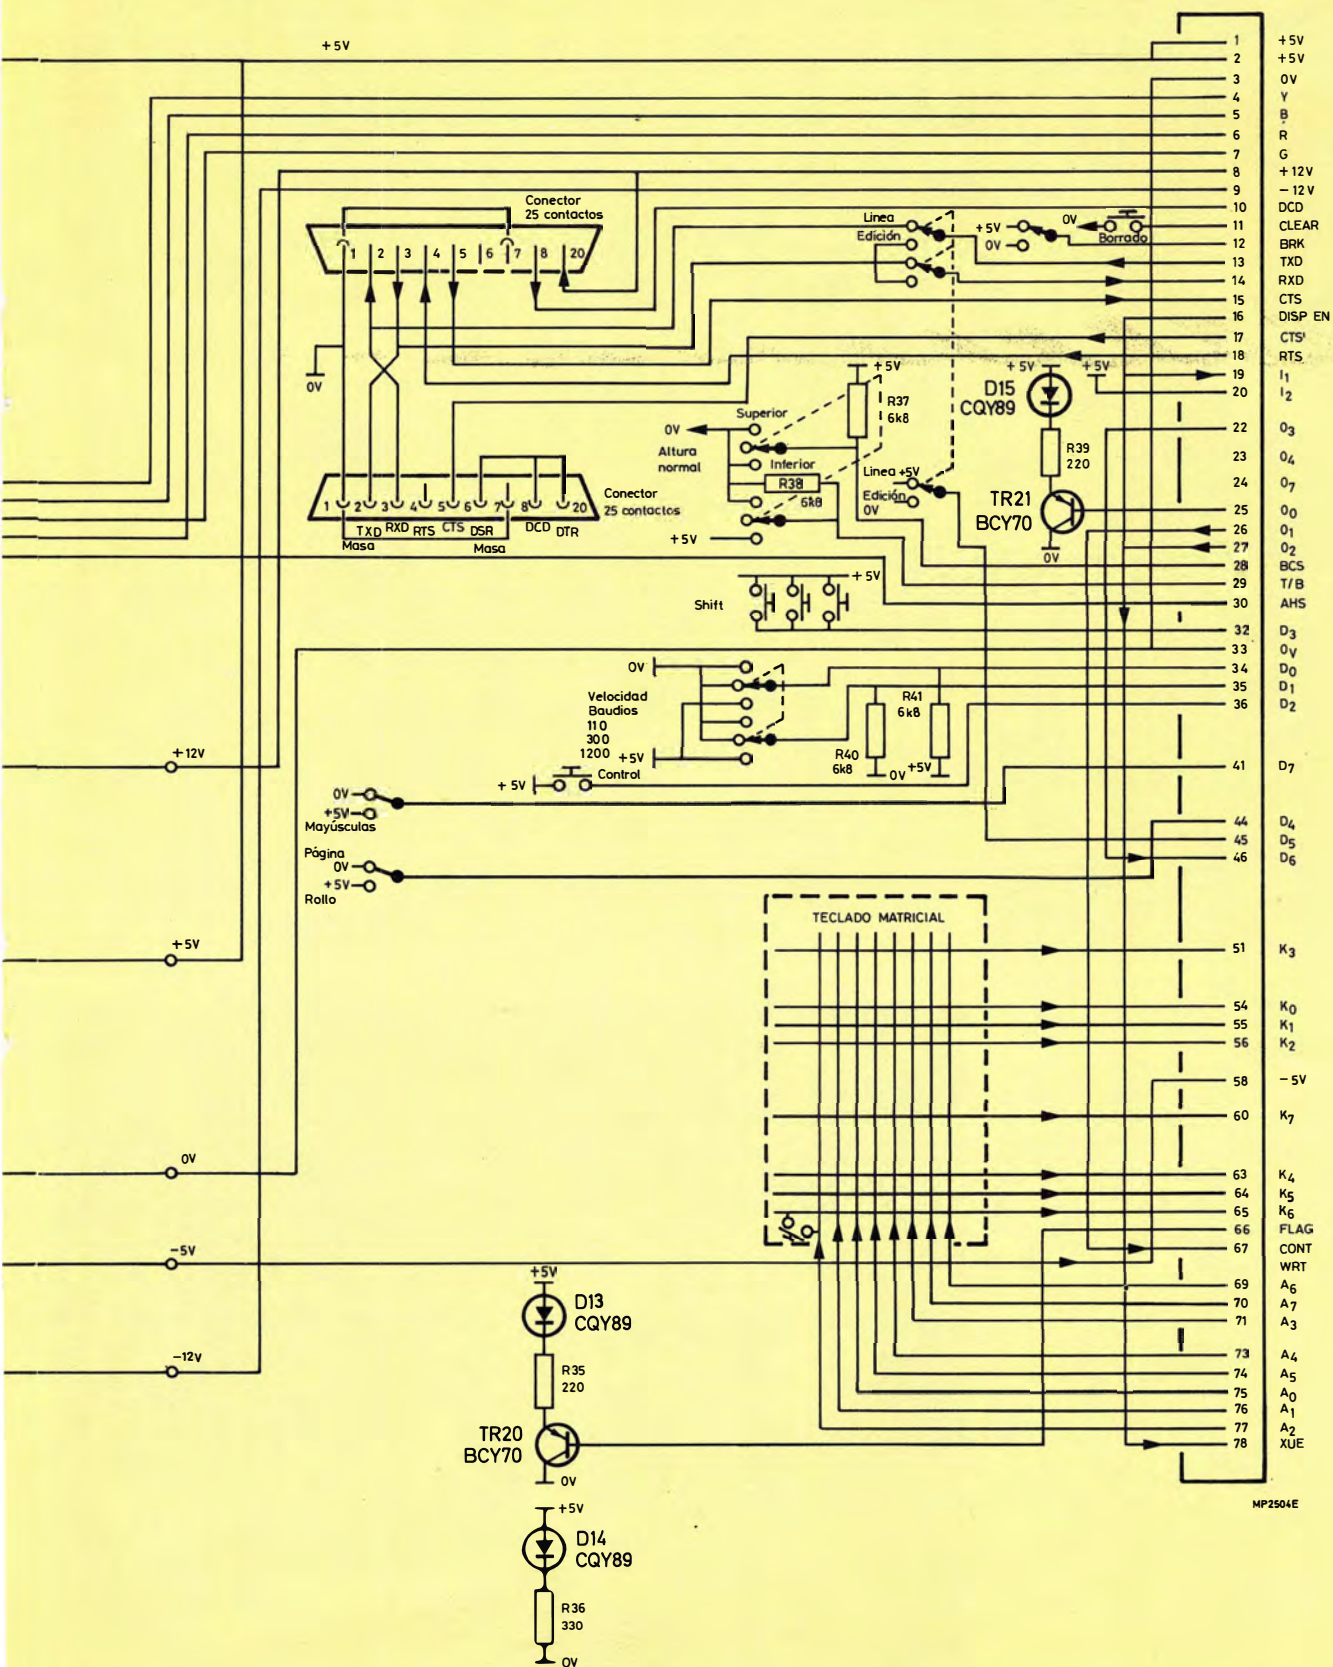 +5V
1 +5V
2 +5V
3 0V
4 Y
5 B
6 R
7 G
8 +12V
9 -12V
10 DCD
11 CLEAR
12 BRK
13 TXD
14 RXD
15 CTS
16 DISP EN
17 CTS'
18 RTS
19 I1
20 I2
22 O3
23 O4
24 O7
25 O0
26 O1
27 O2
28 BCS
29 T/B
30 AHS
32 D3
33 0V
34 D0
35 D1
36 D2
41 D7
44 D4
45 D5
46 D6
51 K3
54 K0
55 K1
56 K2
58 -5V
60 K7
63 K4
64 K5
65 K6
66 FLAG
67 CONT
WRT
69 A6
70 A7
71 A3
73 A4
74 A5
75 A0
76 A1
77 A2
78 XUE
MP2504E
Conector
25 contactos
1 2 3 4 5 6 7 8 20
0V
Linea
Edición
+5V
0V
0V
Borrado
+5V
R37
6k8
Superior
0V
Altura
normal
Inferior
R38
6k8
+5V
Linea +5V
Edición
0V
+5V
+5V
D15
CQY89
R39
220
TR21
BCY70
0V
1 2 3 4 5 6 7 8 20
TXD RXD RTS CTS DSR DCD DTR
Masa
Masa
Conector
25 contactos
Shift
+5V
0V
Velocidad
Baudios
110
300
1200
+5V
R41
6k8
R40
6k8
0V
+5V
+5V
Control
+12V
0V
+5V
Mayúsculas
Página
0V
+5V
Rollo
TECLADO MATRICIAL
+5V
0V
-5V
-12V
+5V
D13
CQY89
R35
220
TR20
BCY70
0V
+5V
D14
CQY89
R36
330
0V